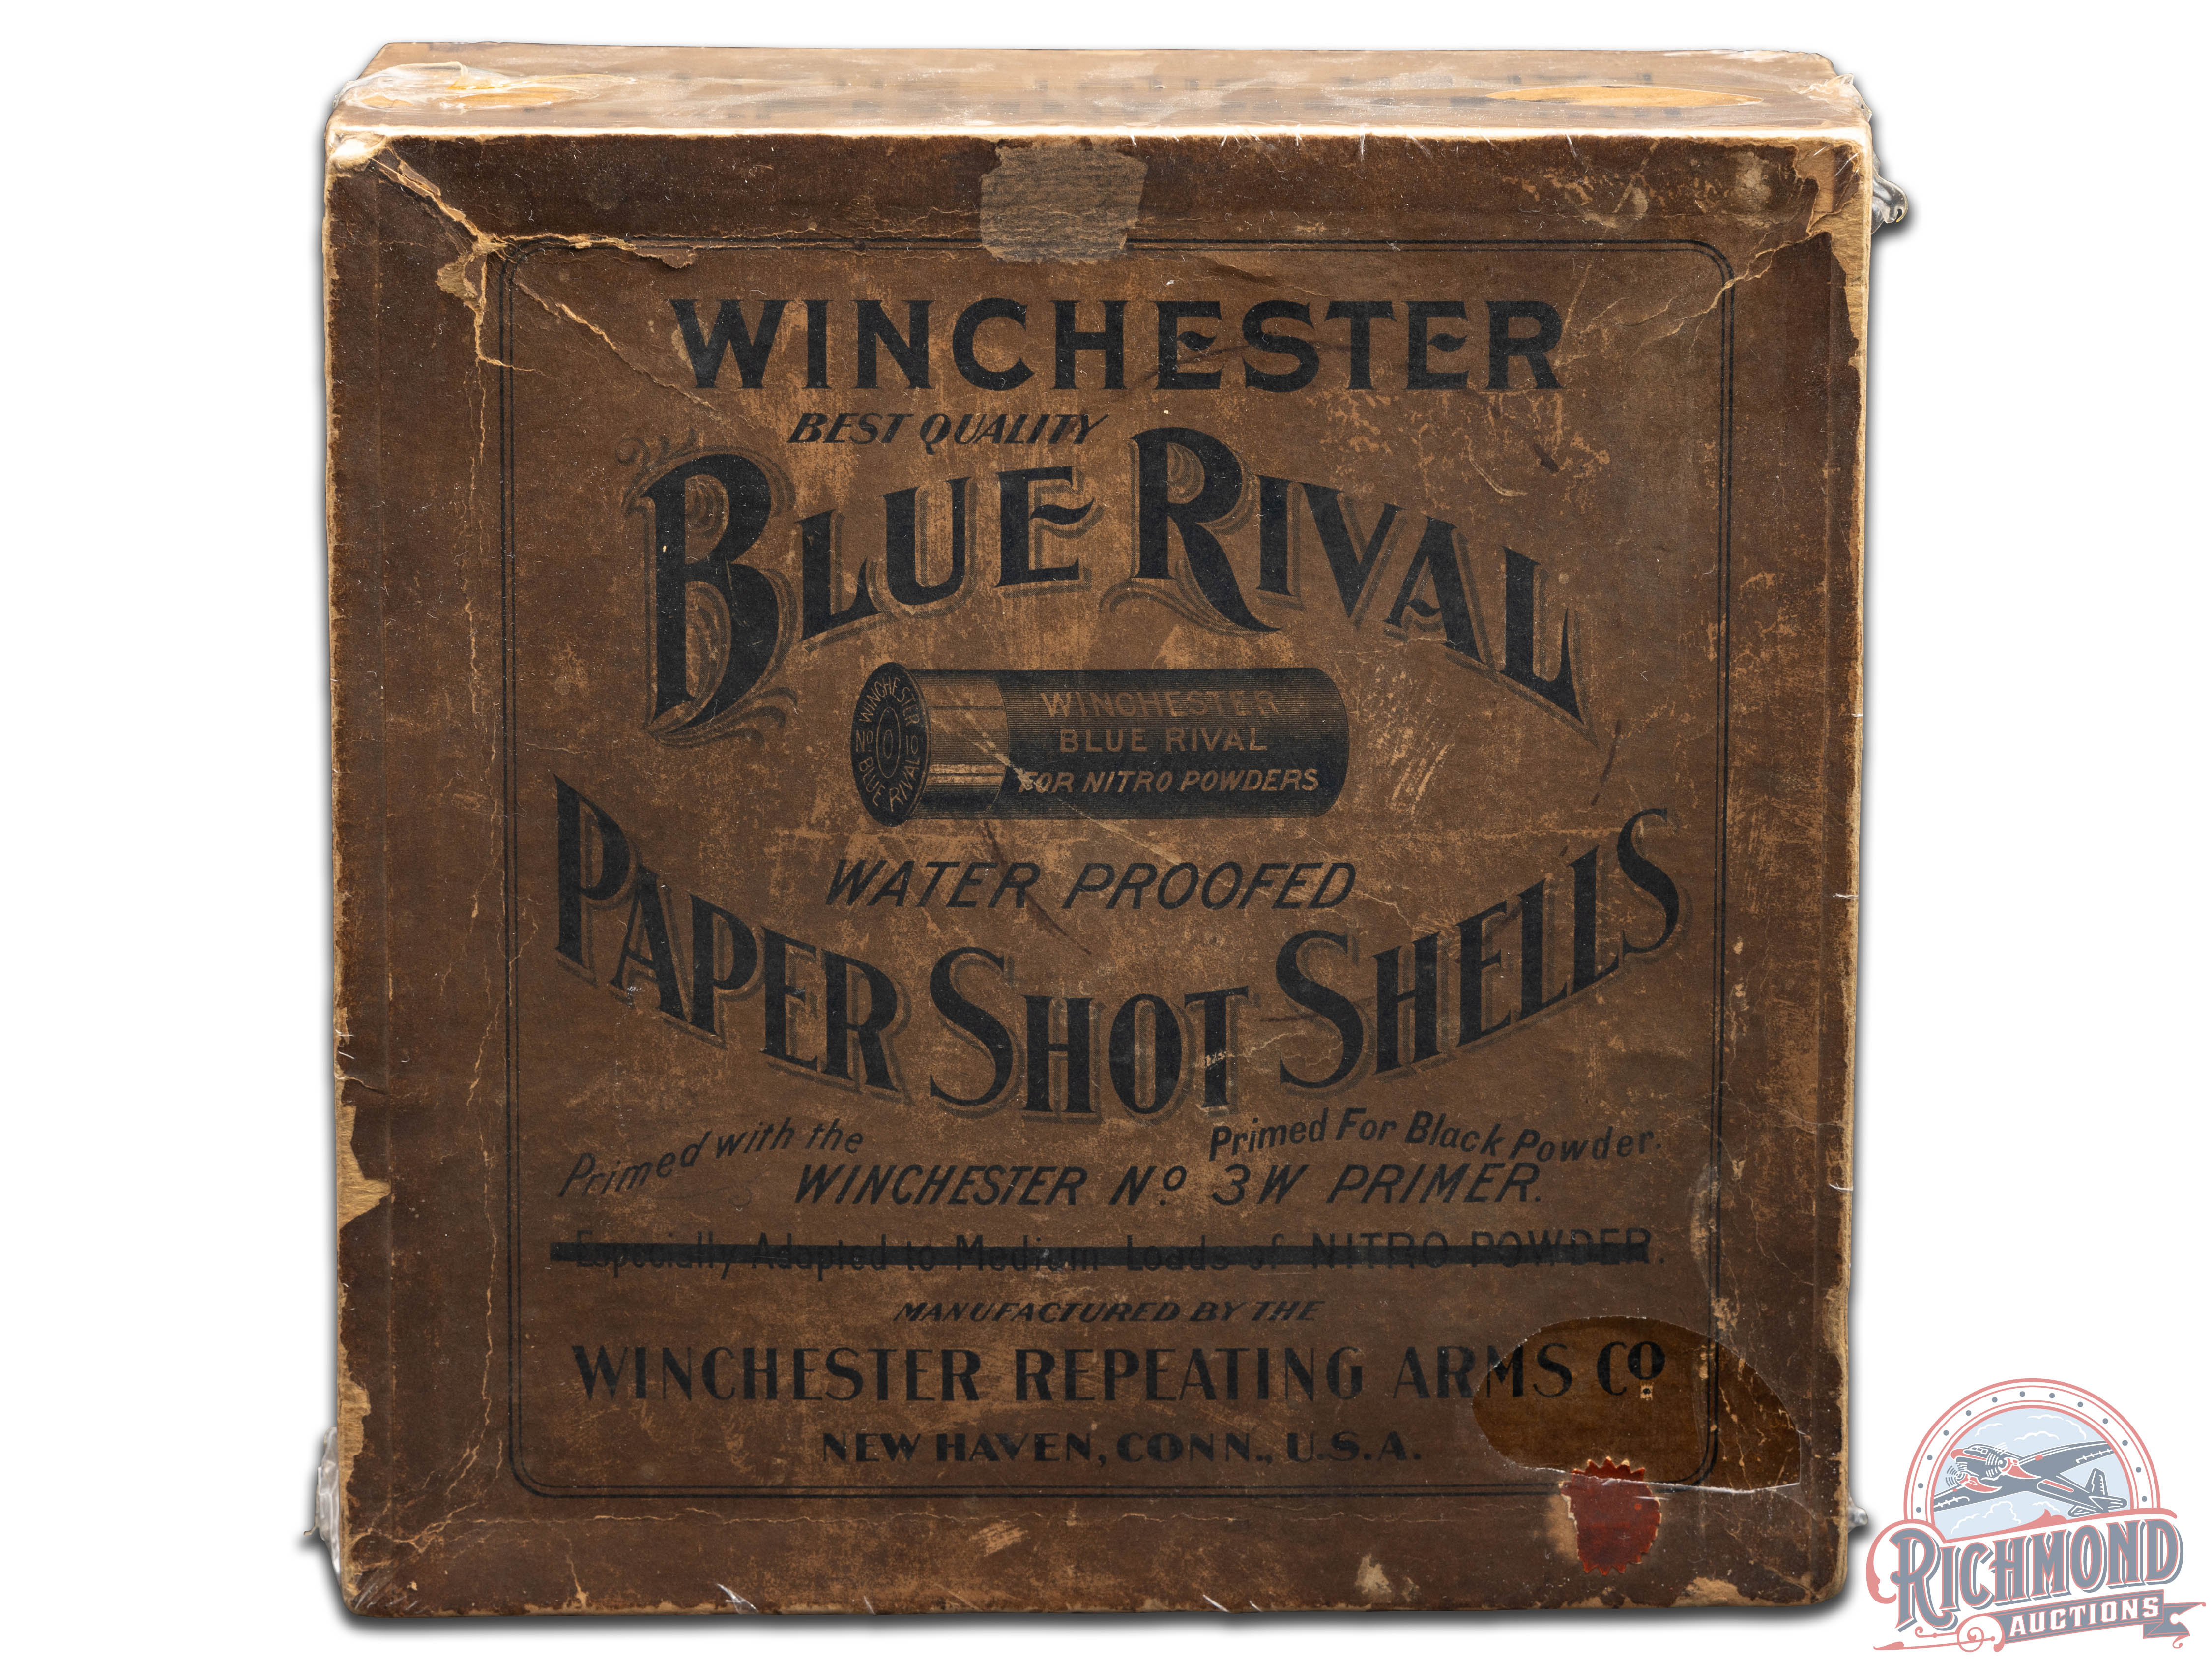 WINCHESTER
BEST QUALITY
BLUE RIVAL
WINCHESTER
No 10
BLUE RIVAL
WINCHESTER
BLUE RIVAL
FOR NITRO POWDERS
WATER PROOFED
PAPER SHOT SHELLS
Primed with the
Primed For Black Powder.
WINCHESTER No 3W PRIMER.
Especially Adapted to Medium Loads of NITRO POWDER.
MANUFACTURED BY THE
WINCHESTER REPEATING ARMS CO
NEW HAVEN, CONN., U.S.A.
RICHMOND
AUCTIONS